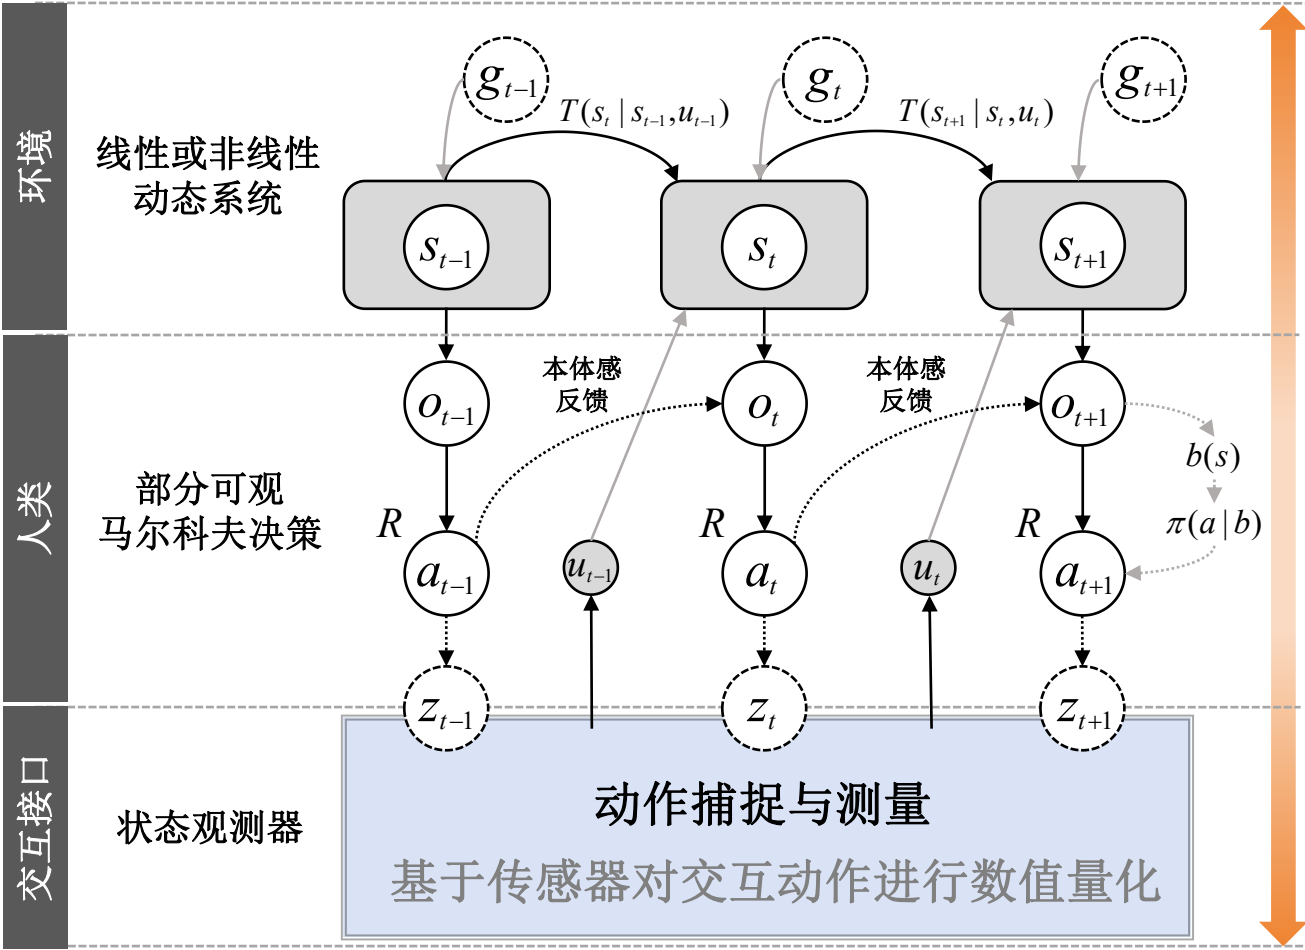 环境
线性或非线性
动态系统
g_{t-1}
g_t
g_{t+1}
T(s_t | s_{t-1}, u_{t-1})
T(s_{t+1} | s_t, u_t)
s_{t-1}
s_t
s_{t+1}
人类
部分可观
马尔科夫决策
o_{t-1}
本体感
反馈
o_t
本体感
反馈
o_{t+1}
b(s)
π(a | b)
R
a_{t-1}
u_{t-1}
R
a_t
u_t
R
a_{t+1}
交互接口
状态观测器
z_{t-1}
z_t
z_{t+1}
动作捕捉与测量
基于传感器对交互动作进行数值量化